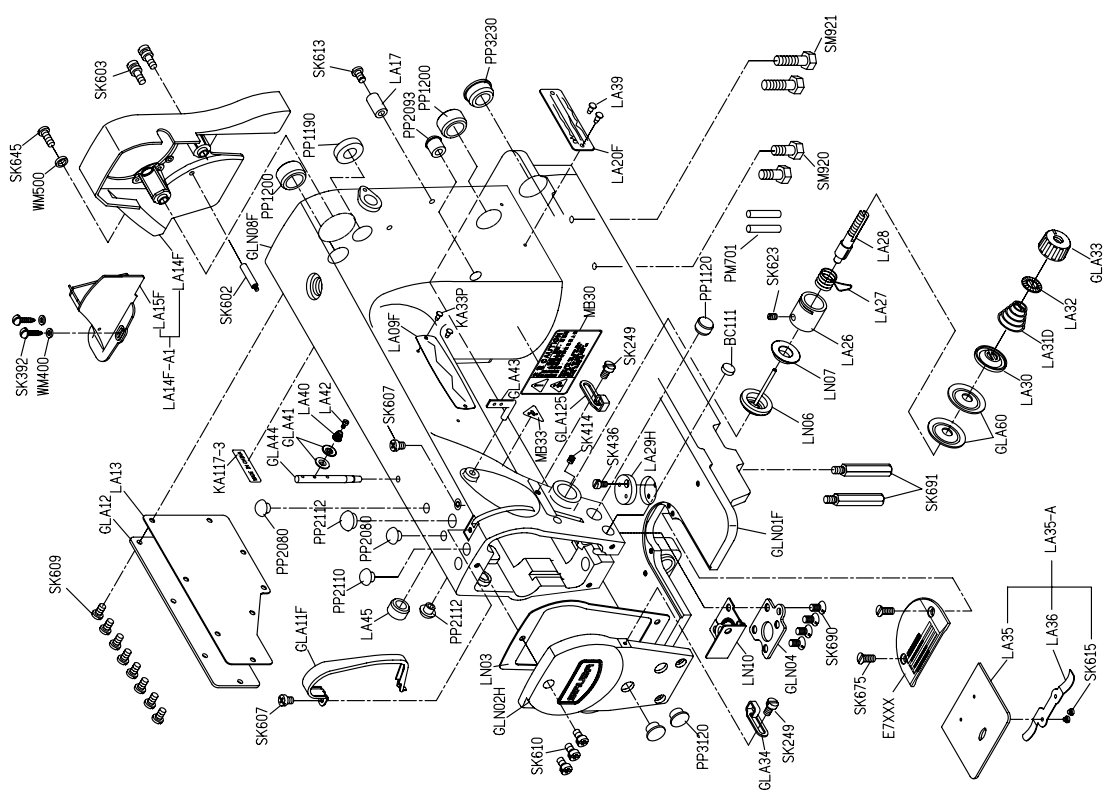 SK603
SK645
WM500
SK613
LA17
PP3230
PP1200
PP2093
PP1190
PP1200
GLN08F
LA14F
LA15F
LA14F-A1
SK392
WM400
SK602
SM921
LA39
LA20F
SM920
PM701
KA33P
LA09F
MB30
GLA43
SK249
GLA125
MB33
SK414
SK436
LA29H
PP1120
BC111
SK623
LA28
LA27
LA26
LN07
LN06
GLA33
LA32
LA31D
LA30
GLA60
SK691
GLN01F
SK607
LA42
LA40
GLA41
GLA44
KA117-3
LA13
GLA12
SK609
PP2080
PP2112
PP2080
PP2110
LA45
PP2112
GLA11F
SK607
LN03
GLN02H
SK610
PP3120
LN10
GLN04
SK690
GLA34
SK249
SK675
E7XXX
LA35-A
LA35
LA36
SK615